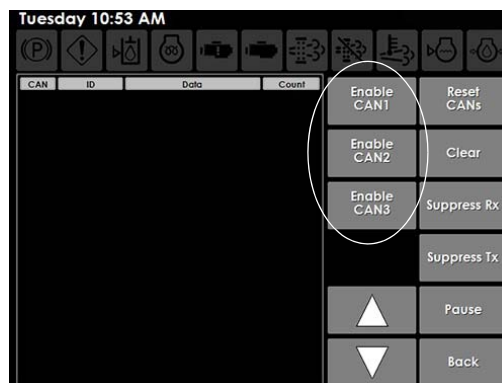 Tuesday 10:53 AM
(P)
CAN ID Data Count
Enable
CAN1
Reset
CANs
Enable
CAN2
Clear
Enable
CAN3
Suppress Rx
Suppress Tx
Pause
Back